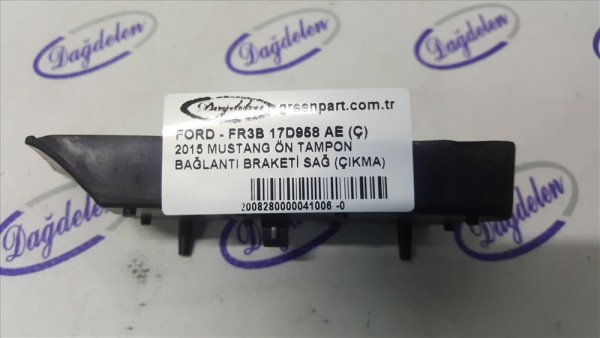 Dağdelen
Dağdelen
Dağdelen greenpart.com.tr
FORD - FR3B 17D958 AE (Ç)
2015 MUSTANG ÖN TAMPON
BAĞLANTI BRAKETİ SAĞ (ÇIKMA)
2008280000041006 -0
Dağdelen
Dağdelen
Dağdelen